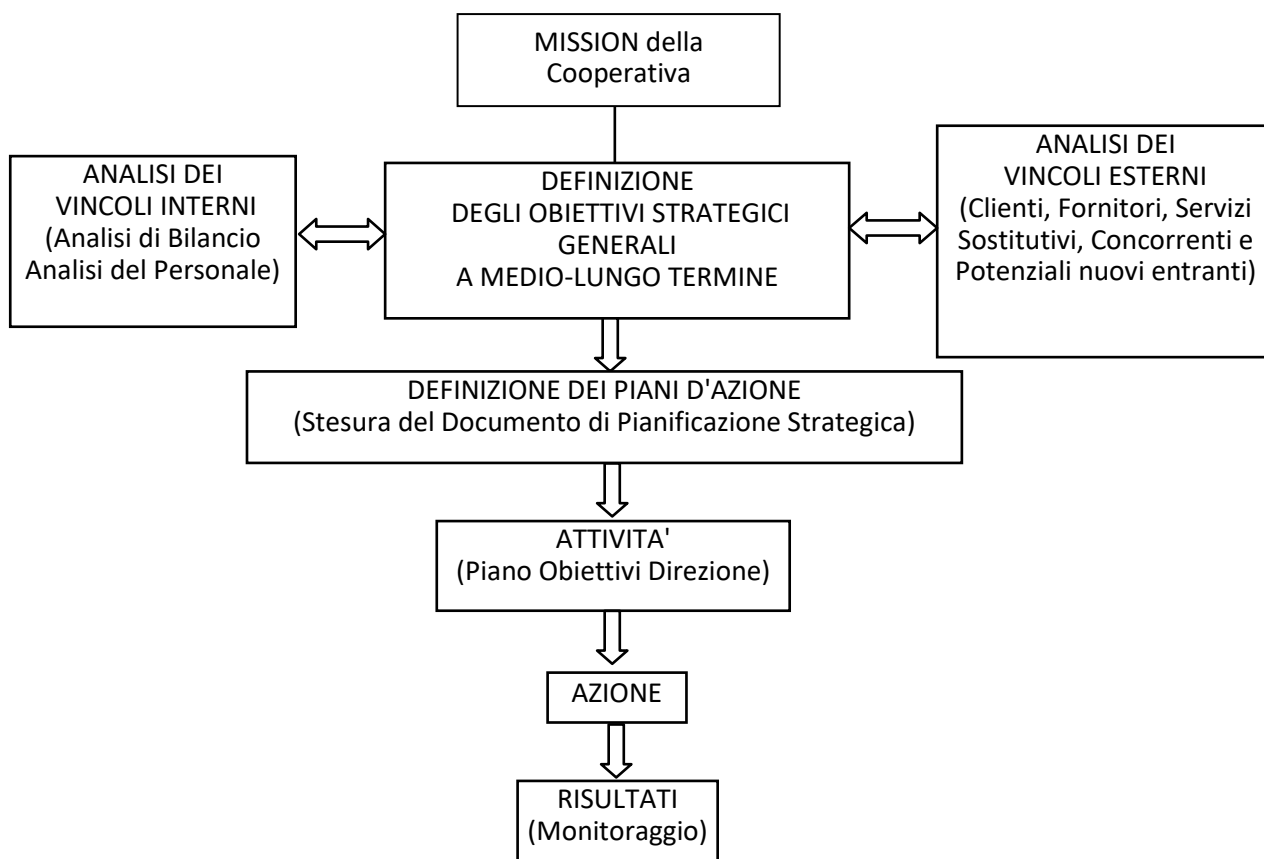 MISSION della
Cooperativa
ANALISI DEI
VINCOLI INTERNI
(Analisi di Bilancio
Analisi del Personale)
DEFINIZIONE
DEGLI OBIETTIVI STRATEGICI
GENERALI
A MEDIO-LUNGO TERMINE
ANALISI DEI
VINCOLI ESTERNI
(Clienti, Fornitori, Servizi
Sostitutivi, Concorrenti e
Potenziali nuovi entranti)
DEFINIZIONE DEI PIANI D'AZIONE
(Stesura del Documento di Pianificazione Strategica)
ATTIVITA'
(Piano Obiettivi Direzione)
AZIONE
RISULTATI
(Monitoraggio)